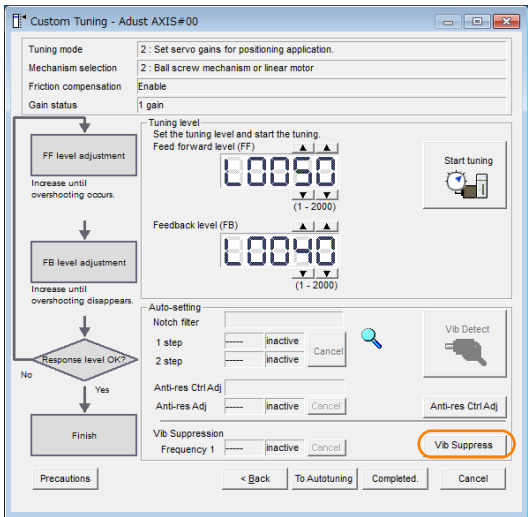 Custom Tuning - Adust AXIS#00
Tuning mode 2 : Set servo gains for positioning application.
Mechanism selection 2 : Ball screw mechanism or linear motor
Friction compensation Enable
Gain status 1 gain
Tuning level
Set the tuning level and start the tuning.
Feed forward level (FF)
L0050
(1 - 2000)
Start tuning
Feedback level (FB)
L0040
(1 - 2000)
FF level adjustment
Increase until
overshooting occurs.
FB level adjustment
Increase until
overshooting disappears.
Response level OK?
No
Yes
Finish
Auto-setting
Notch filter
1 step ----- inactive
2 step ----- inactive
Cancel
Vib Detect
Anti-res Ctrl Adj
Anti-res Adj ----- inactive Cancel
Anti-res Ctrl Adj
Vib Suppression
Frequency 1 ----- inactive Cancel
Vib Suppress
Precautions < Back To Autotuning Completed. Cancel